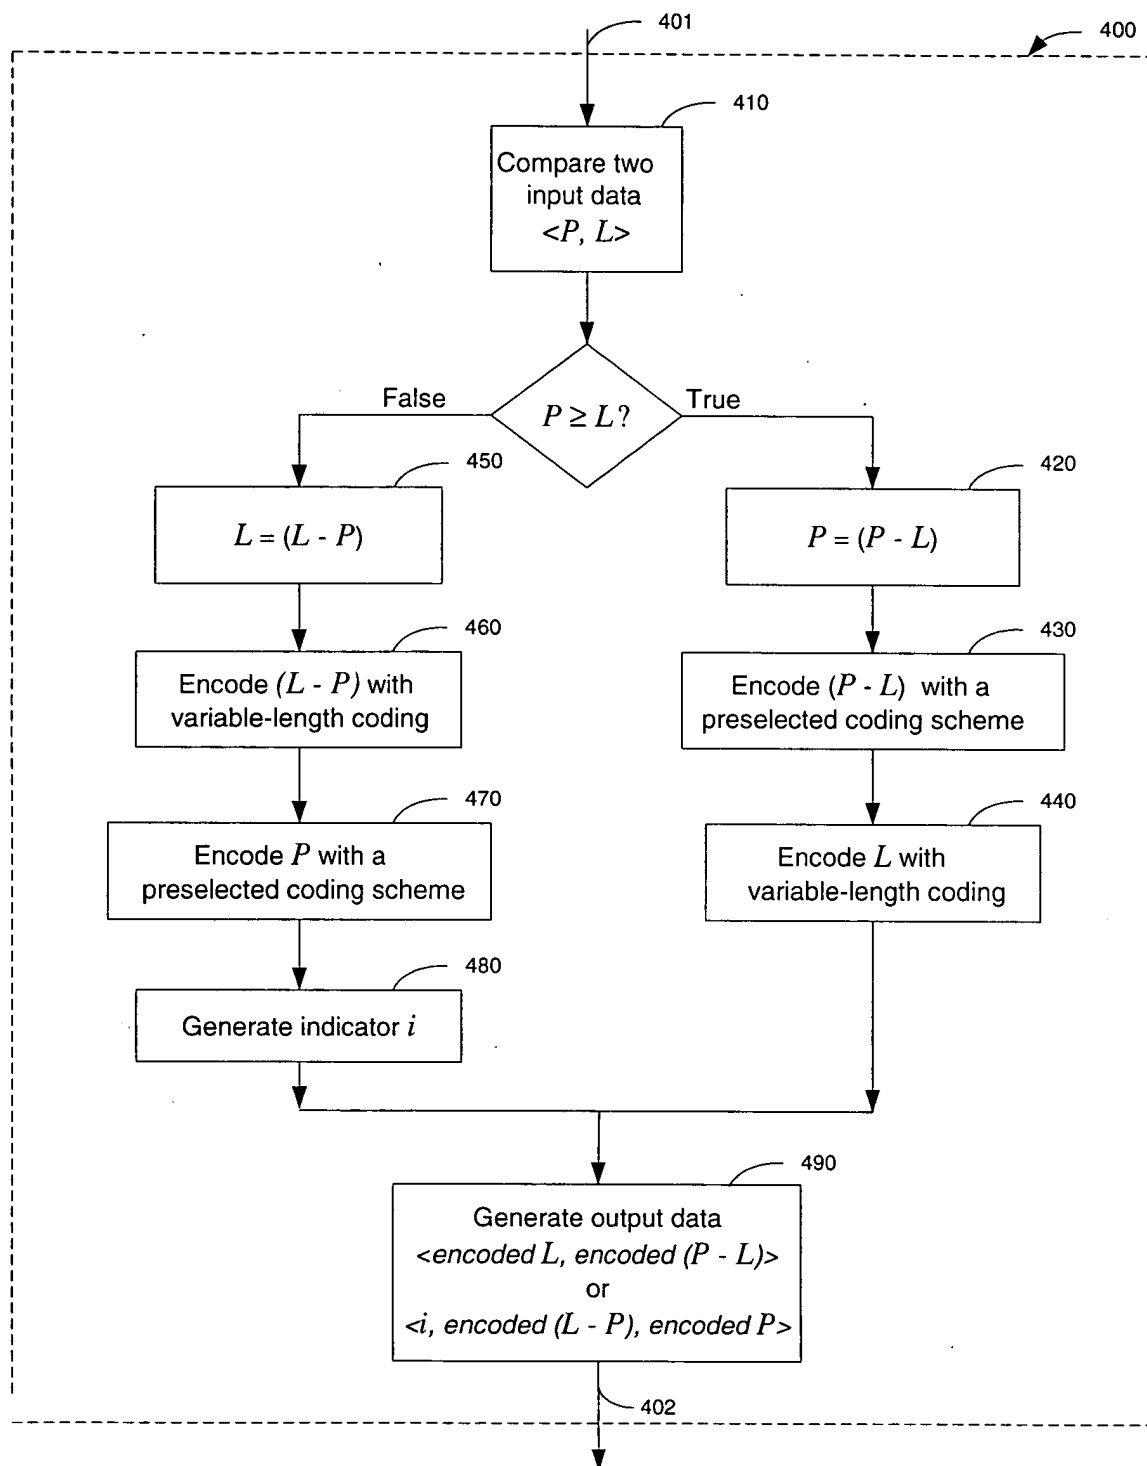 401
400
410
Compare two
input data
<P, L>
False
P ≥ L?
True
450
420
L = (L - P)
P = (P - L)
460
430
Encode (L - P) with
variable-length coding
Encode (P - L) with a
preselected coding scheme
470
440
Encode P with a
preselected coding scheme
Encode L with
variable-length coding
480
Generate indicator i
490
Generate output data
<encoded L, encoded (P - L)>
or
<i, encoded (L - P), encoded P>
402